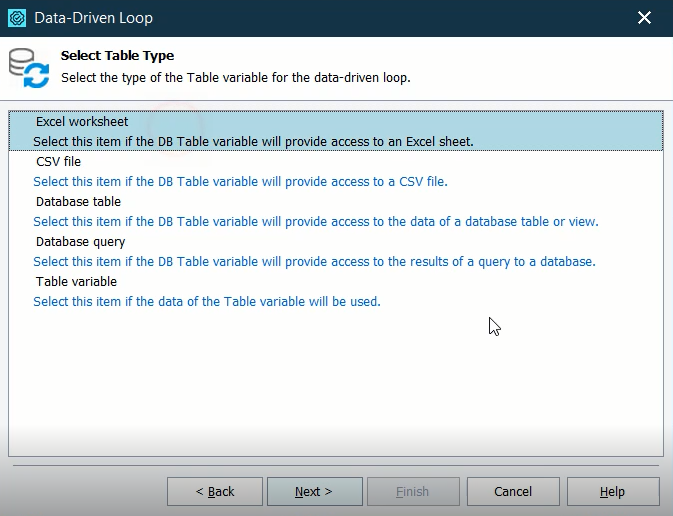 Data-Driven Loop
Select Table Type
Select the type of the Table variable for the data-driven loop.
Excel worksheet
Select this item if the DB Table variable will provide access to an Excel sheet.
CSV file
Select this item if the DB Table variable will provide access to a CSV file.
Database table
Select this item if the DB Table variable will provide access to the data of a database table or view.
Database query
Select this item if the DB Table variable will provide access to the results of a query to a database.
Table variable
Select this item if the data of the Table variable will be used.
< Back Next > Finish Cancel Help